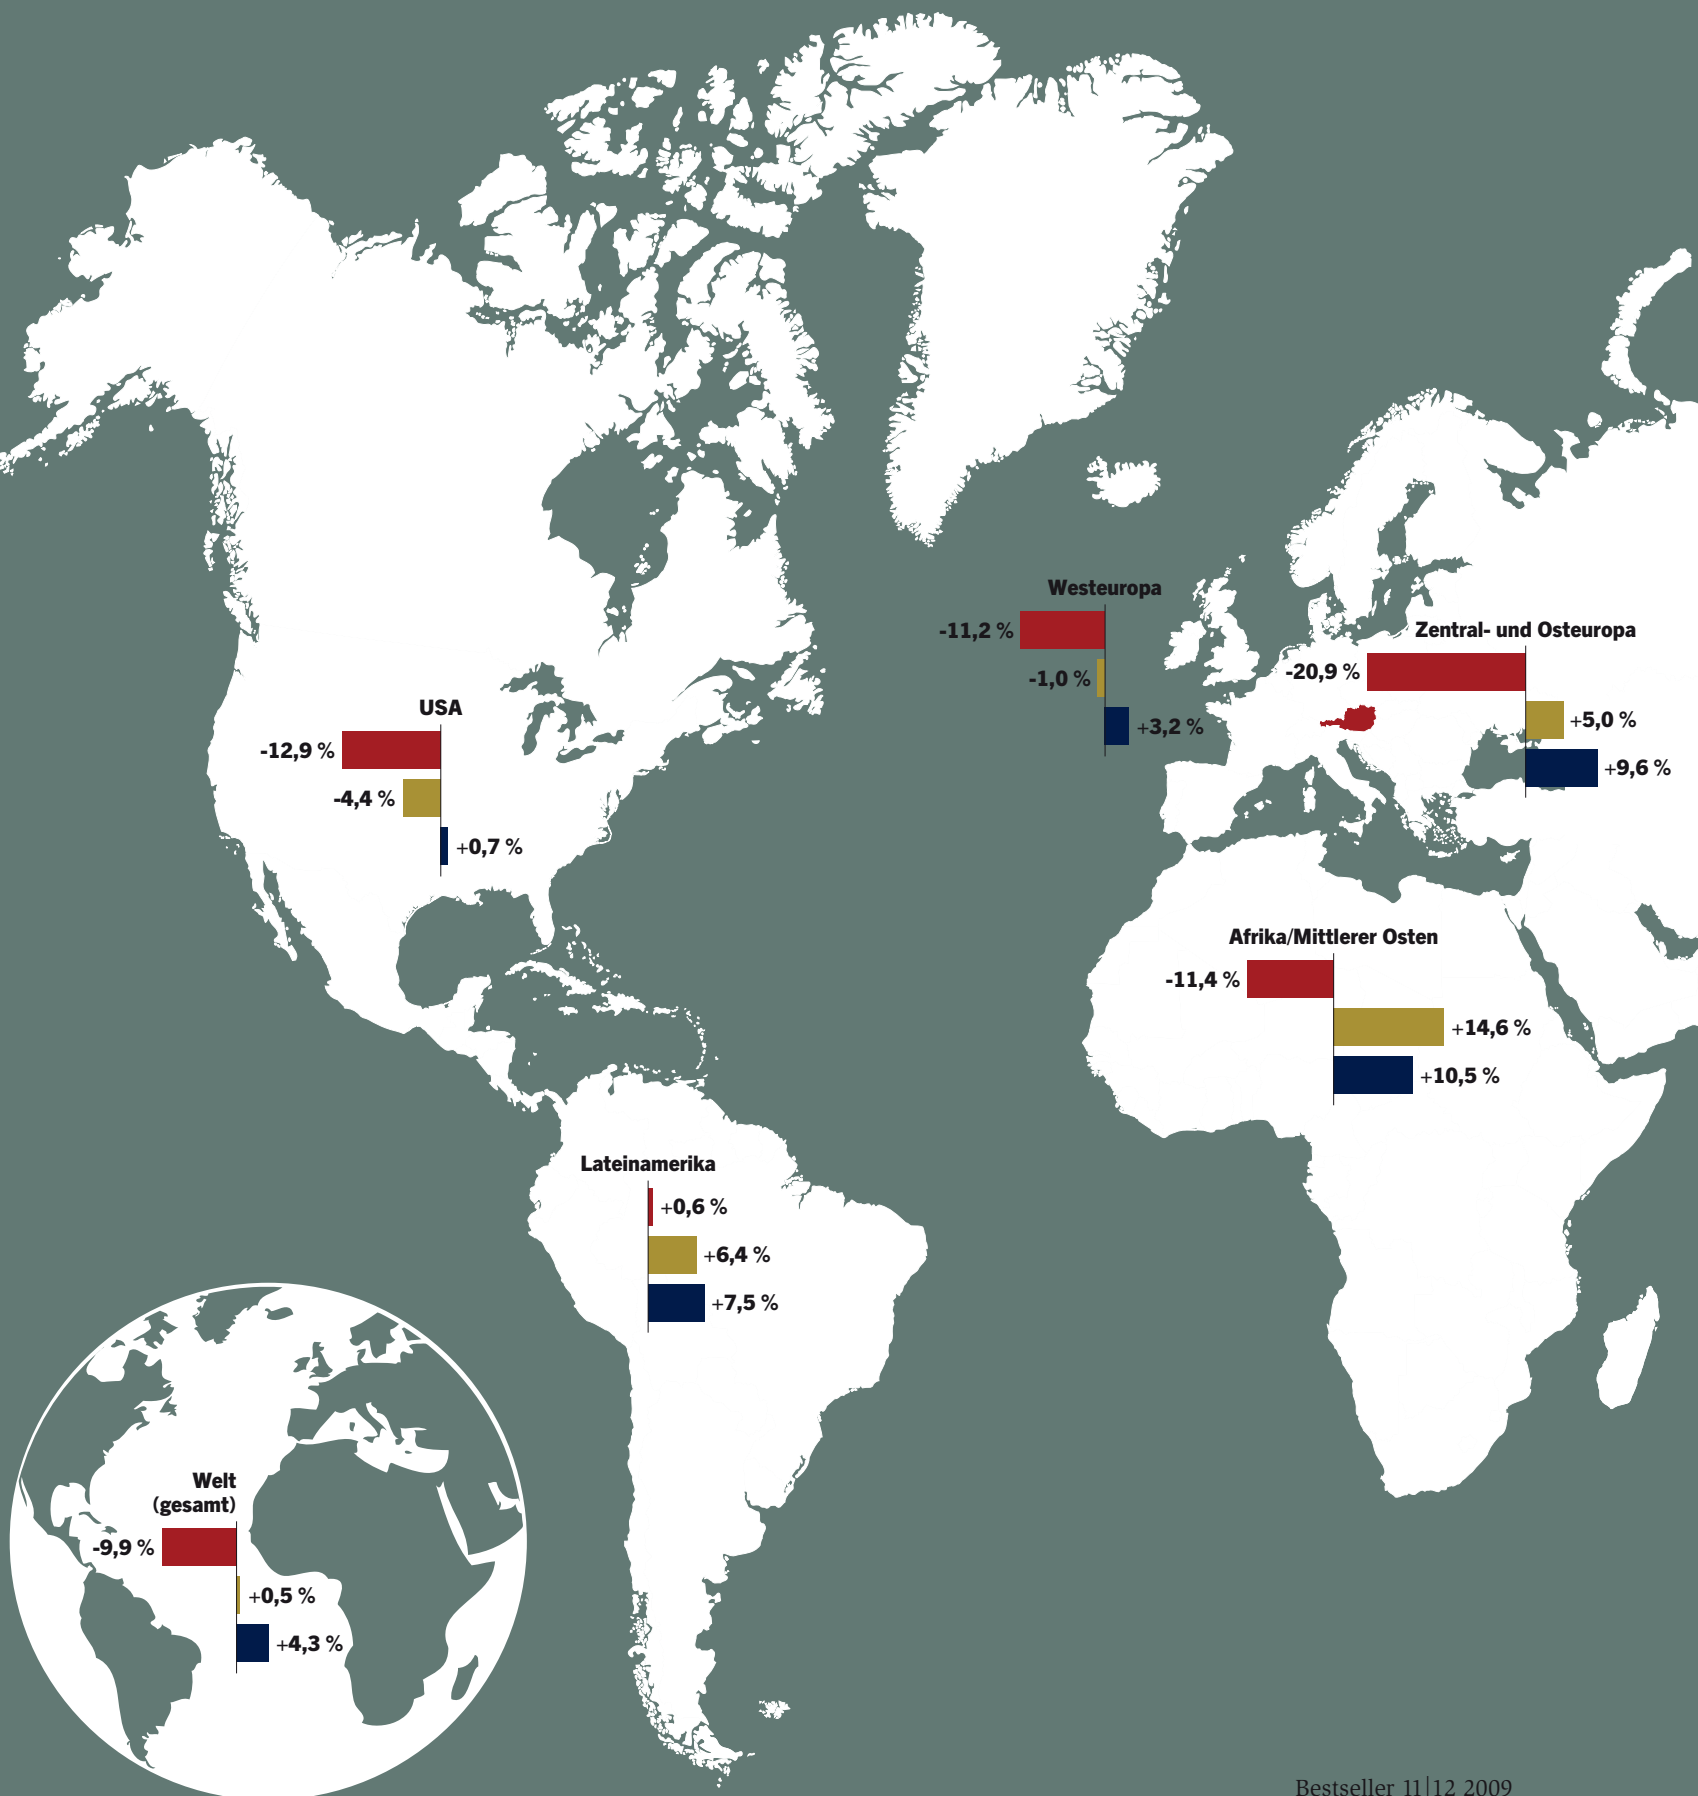 Westeuropa
-11,2 %
-1,0 %
+3,2 %
Zentral- und Osteuropa
-20,9 %
+5,0 %
+9,6 %
USA
-12,9 %
-4,4 %
+0,7 %
Afrika/Mittlerer Osten
-11,4 %
+14,6 %
+10,5 %
Lateinamerika
+0,6 %
+6,4 %
+7,5 %
Welt
(gesamt)
-9,9 %
+0,5 %
+4,3 %
Bestseller 11|12 2009